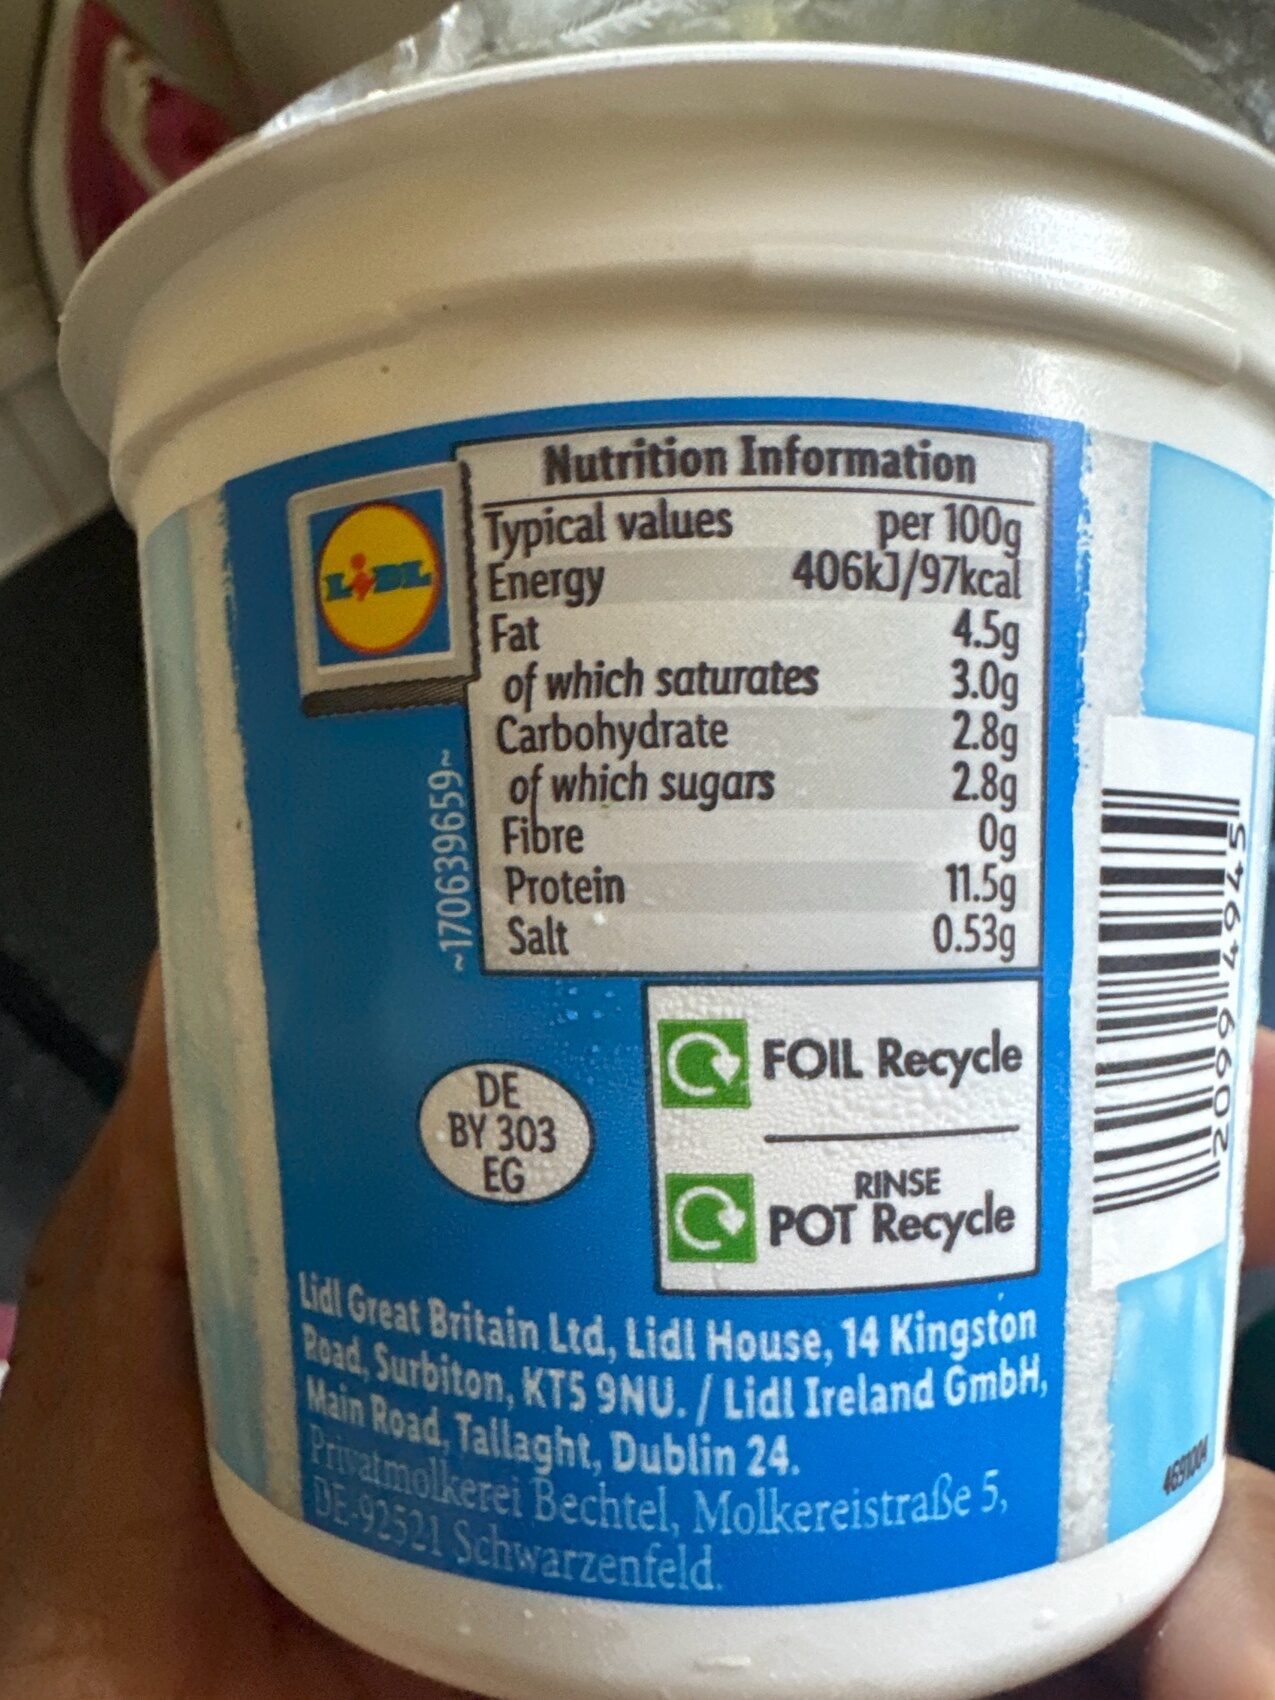 Nutrition Information
Typical values per 100g
Energy 406kJ/97kcal
Fat 4.5g
of which saturates 3.0g
Carbohydrate 2.8g
of which sugars 2.8g
Fibre 0g
Protein 11.5g
Salt 0.53g
LIDL
~170639659~
FOIL Recycle
RINSE
POT Recycle
DE
BY 303
EG
Lidl Great Britain Ltd, Lidl House, 14 Kingston
Road, Surbiton, KT5 9NU. / Lidl Ireland GmbH,
Main Road, Tallaght, Dublin 24.
Privatmolkerei Bechtel, Molkereistraße 5,
DE-92521 Schwarzenfeld.